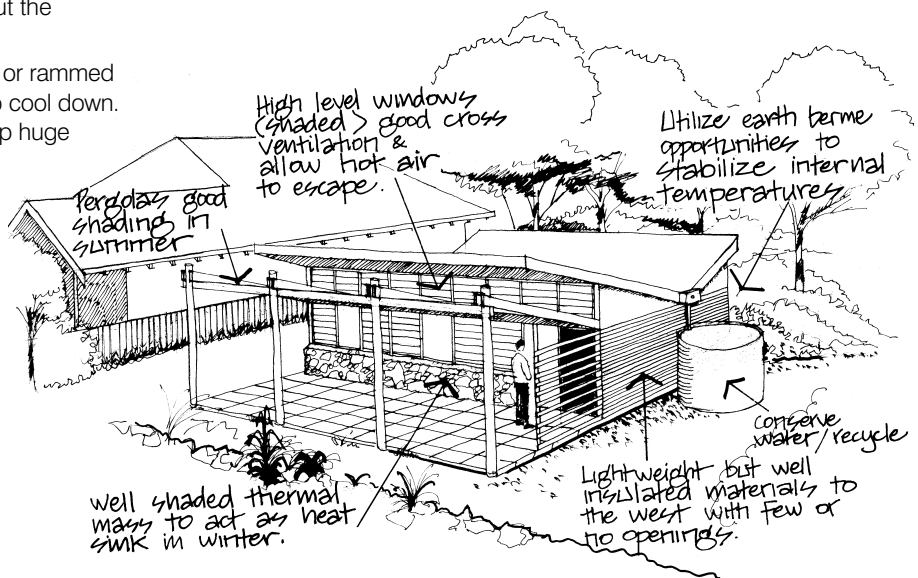 ut the
or rammed
o cool down.
p huge
High level windows
(shaded) good cross
ventilation &
allow hot air
to escape.
Utilize earth berme
opportunities to
stabilize internal
temperatures
Pergolas good
shading in
summer
conserve
water/recycle
Lightweight but well
insulated materials to
the west with few or
no openings.
well shaded thermal
mass to act as heat
sink in winter.